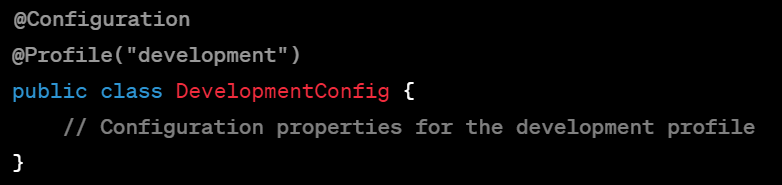 @Configuration
@Profile("development")
public class DevelopmentConfig {
    // Configuration properties for the development profile
}